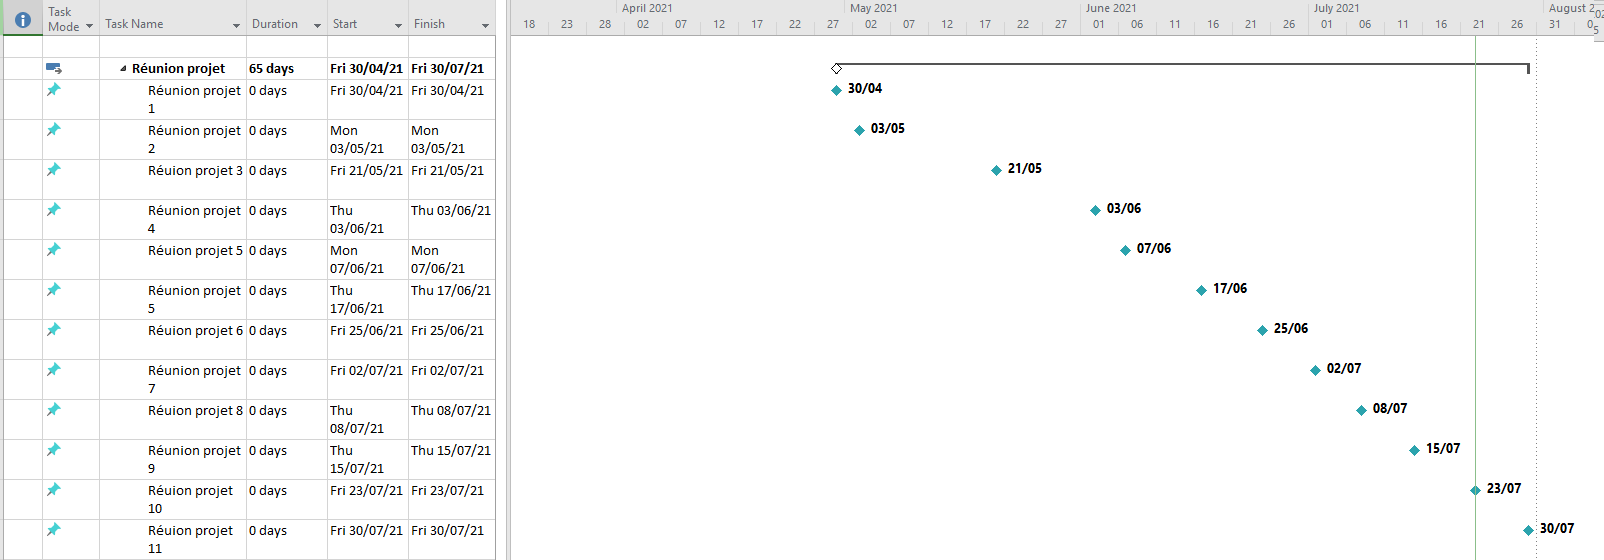 April 2021 May 2021 June 2021 July 2021 August 2
Task Mode Task Name Duration Start Finish
18 23 28 02 07 12 17 22 27 02 07 12 17 22 27 01 06 11 16 21 26 01 06 11 16 21 26 31
Réunion projet 65 days Fri 30/04/21 Fri 30/07/21
Réunion projet 1 0 days Fri 30/04/21 Fri 30/04/21 30/04
Réunion projet 2 0 days Mon 03/05/21 Mon 03/05/21 03/05
Réuion projet 3 0 days Fri 21/05/21 Fri 21/05/21 21/05
Réunion projet 4 0 days Thu 03/06/21 Thu 03/06/21 03/06
Réuion projet 5 0 days Mon 07/06/21 Mon 07/06/21 07/06
Réunion projet 5 0 days Thu 17/06/21 Thu 17/06/21 17/06
Réuion projet 6 0 days Fri 25/06/21 Fri 25/06/21 25/06
Réunion projet 7 0 days Fri 02/07/21 Fri 02/07/21 02/07
Réuion projet 8 0 days Thu 08/07/21 Thu 08/07/21 08/07
Réunion projet 9 0 days Thu 15/07/21 Thu 15/07/21 15/07
Réuion projet 10 0 days Fri 23/07/21 Fri 23/07/21 23/07
Réuion projet 11 0 days Fri 30/07/21 Fri 30/07/21 30/07